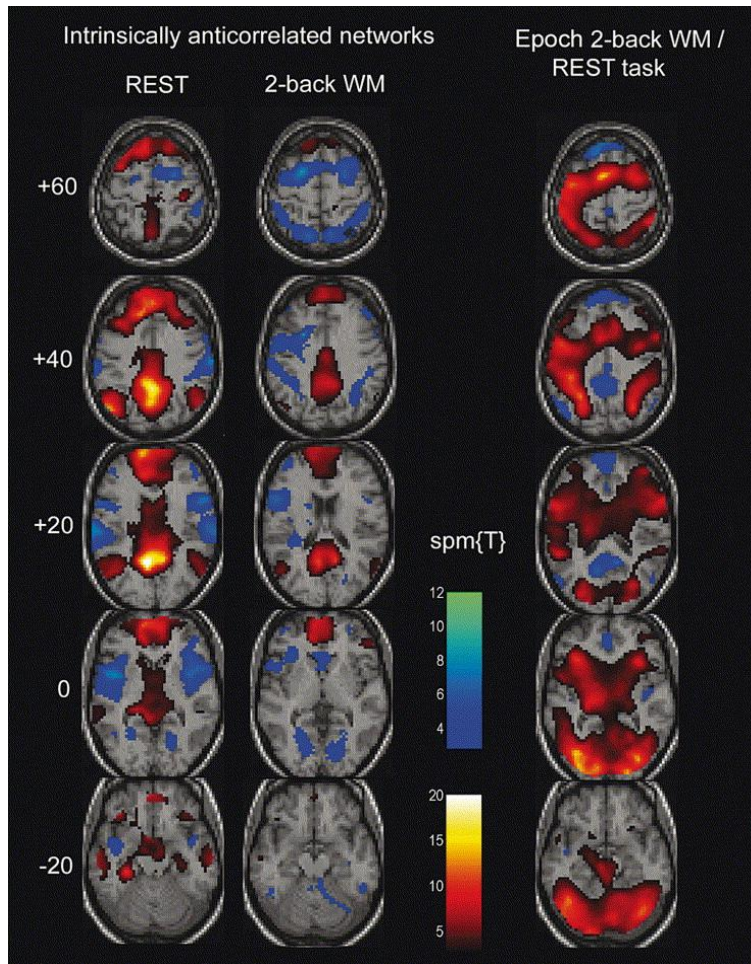 Intrinsically anticorrelated networks
Epoch 2-back WM /
REST task
REST
2-back WM
+60
+40
+20
0
-20
spm{T}
12
10
8
6
4
20
15
10
5